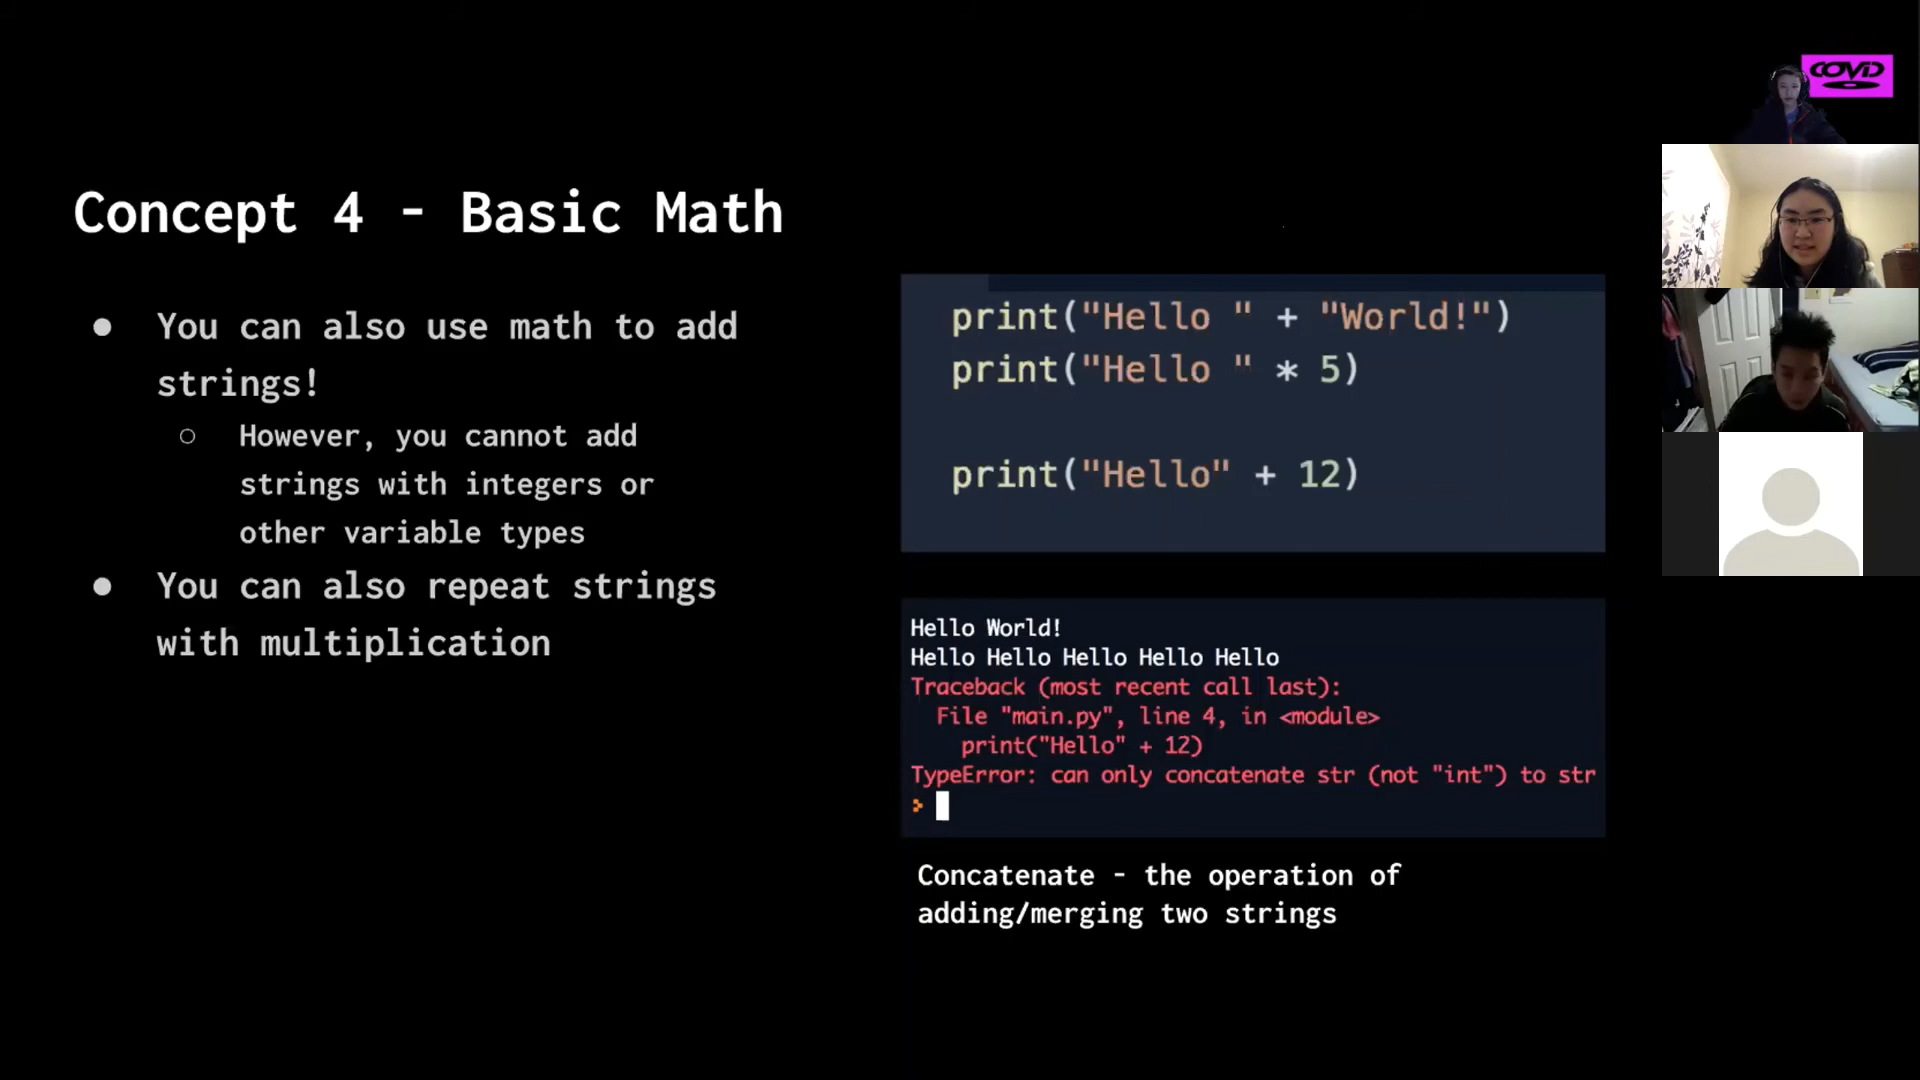 COVID
Concept 4 - Basic Math
● You can also use math to add
strings!
○ However, you cannot add
strings with integers or
other variable types
● You can also repeat strings
with multiplication
print("Hello " + "World!")
print("Hello " * 5)
print("Hello" + 12)
Hello World!
Hello Hello Hello Hello Hello
Traceback (most recent call last):
File "main.py", line 4, in <module>
print("Hello" + 12)
TypeError: can only concatenate str (not "int") to str
>
Concatenate - the operation of
adding/merging two strings